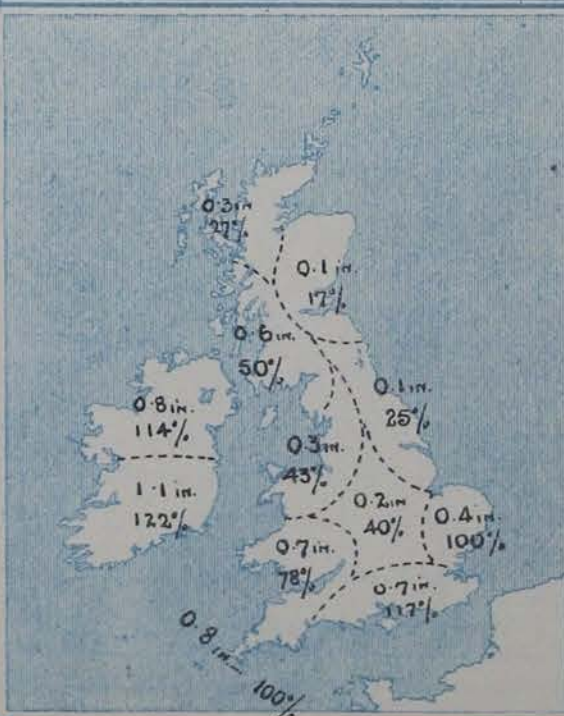 0.3 in
27%
0.1 in.
17%
0.6 in.
50%
0.1 in.
25%
0.8 in.
114%
0.3 in.
43%
1.1 in.
122%
0.2 in
40%
0.4 in.
100%
0.7 in.
78%
0.7 in.
117%
0.8 in.
100%